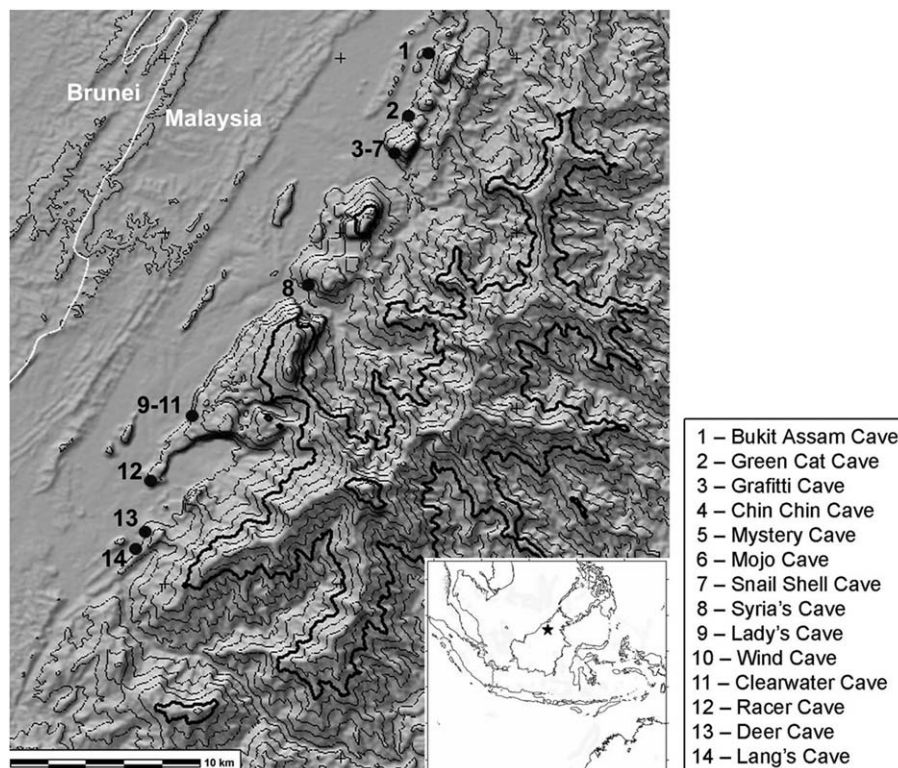 1
Brunei
Malaysia
2
3-7
8
9-11
12
13
14
10 km
1 – Bukit Assam Cave
2 – Green Cat Cave
3 – Grafitti Cave
4 – Chin Chin Cave
5 – Mystery Cave
6 – Mojo Cave
7 – Snail Shell Cave
8 – Syria's Cave
9 – Lady's Cave
10 – Wind Cave
11 – Clearwater Cave
12 – Racer Cave
13 – Deer Cave
14 – Lang's Cave